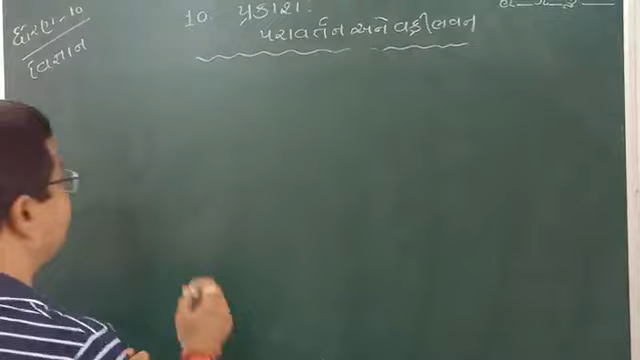 ધોરણ-10
વિજ્ઞાન
10. પ્રકાશ:
પરાવર્તન અને વક્રીભવન